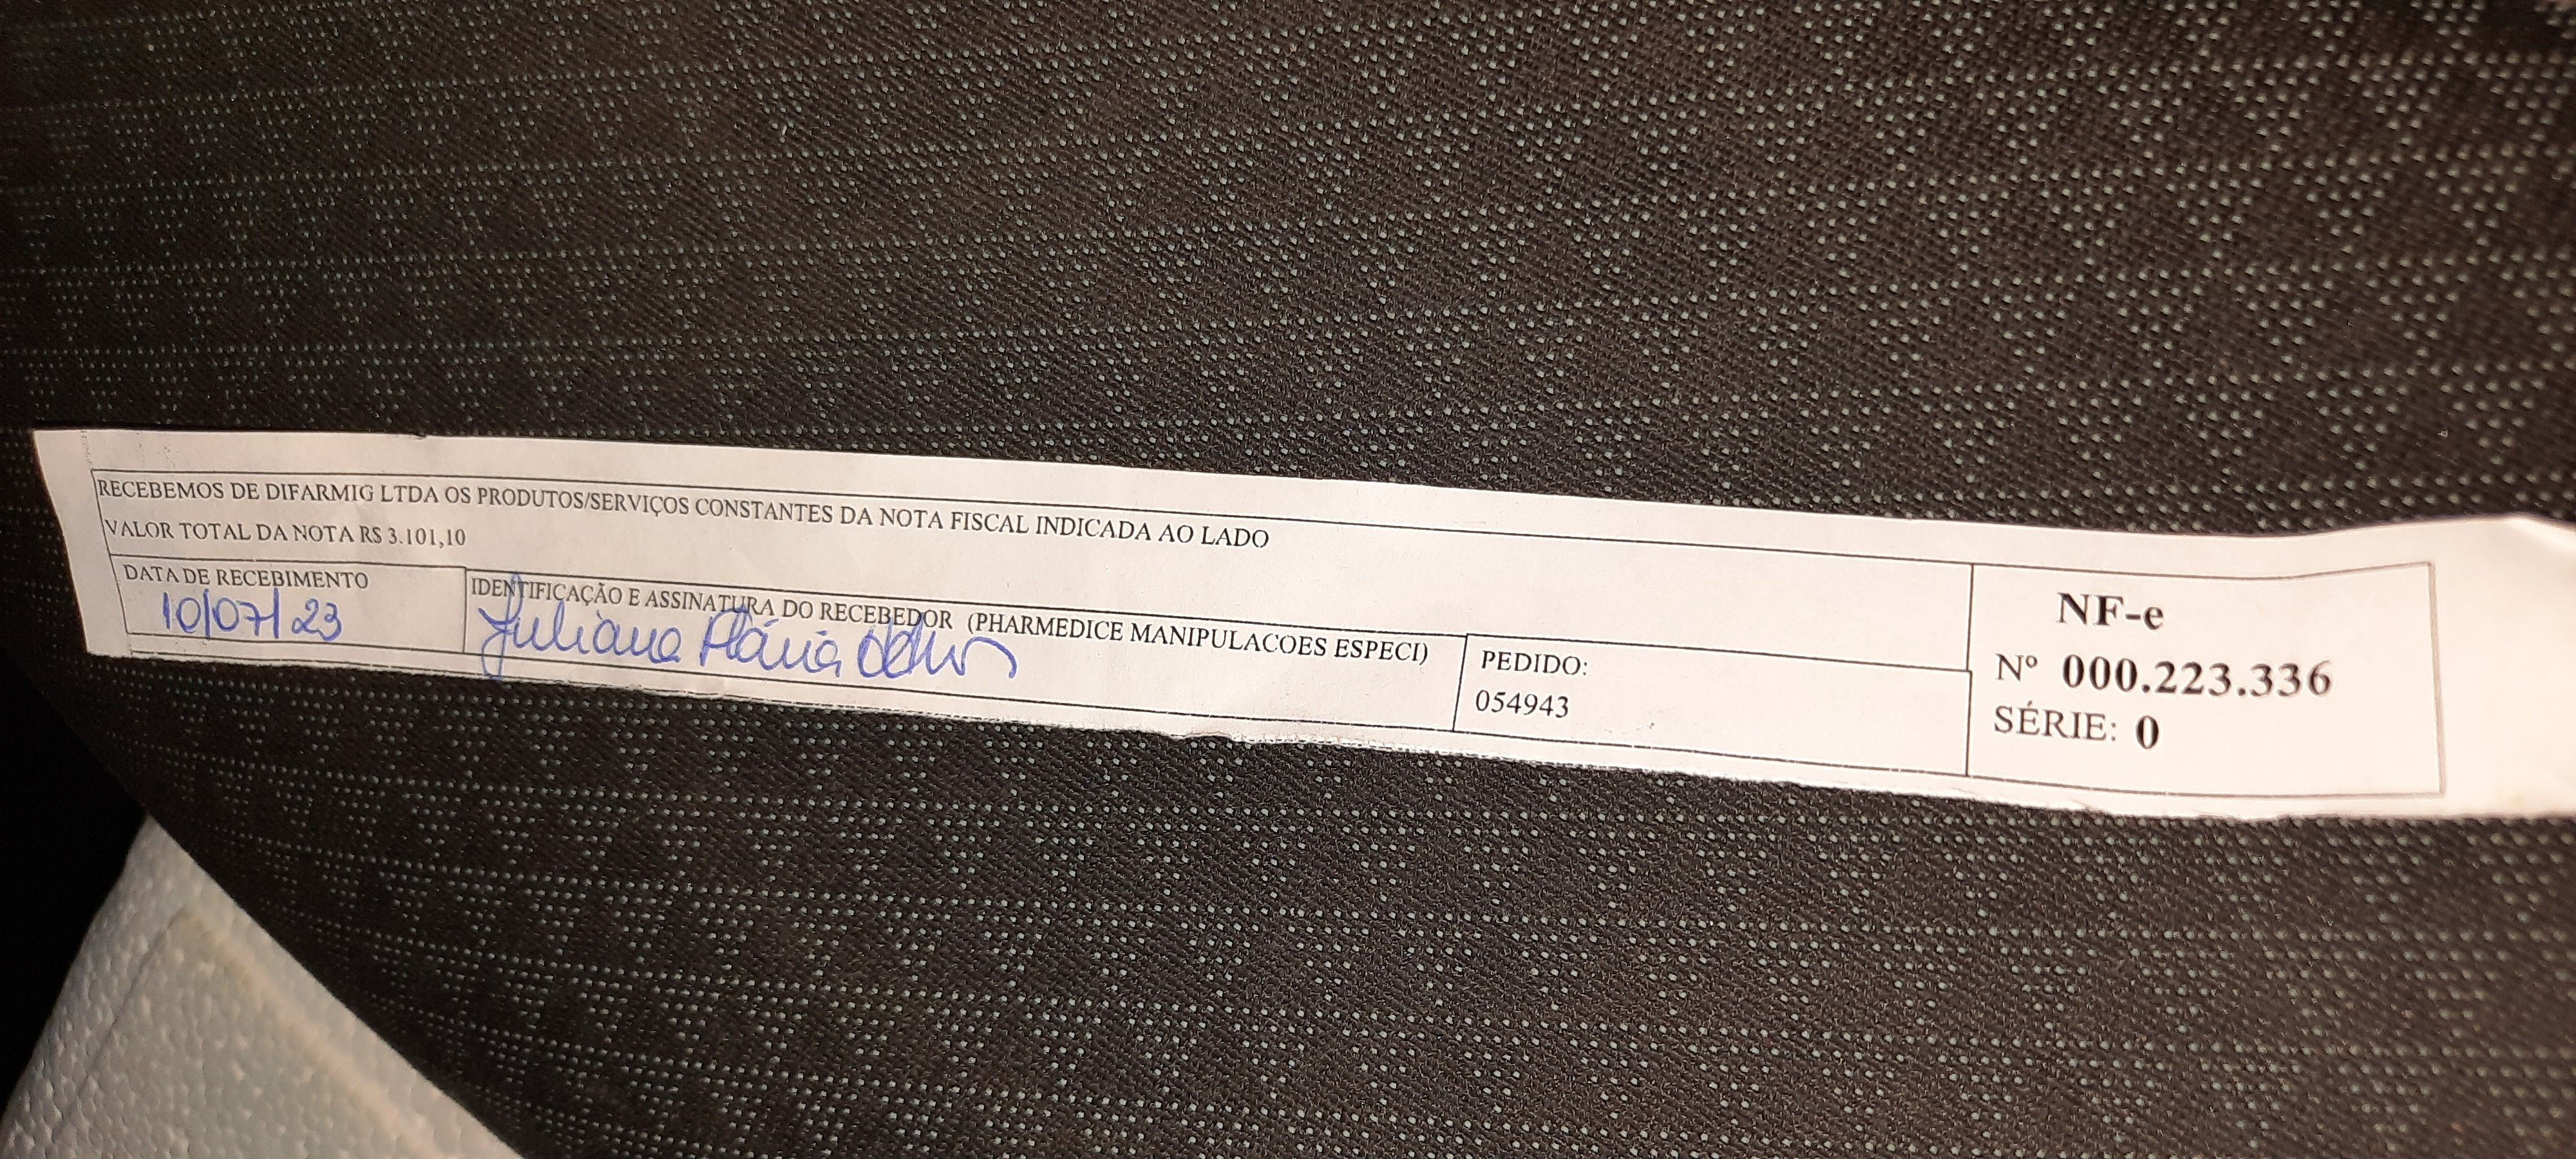 RECEBEMOS DE DIFARMIG LTDA OS PRODUTOS/SERVIÇOS CONSTANTES DA NOTA FISCAL INDICADA AO LADO
VALOR TOTAL DA NOTA R$ 3.101,10
DATA DE RECEBIMENTO
10/07/23
IDENTIFICAÇÃO E ASSINATURA DO RECEBEDOR (PHARMEDICE MANIPULACOES ESPECI)
Juliana Flávia
PEDIDO:
054943
NF-e
Nº 000.223.336
SÉRIE: 0